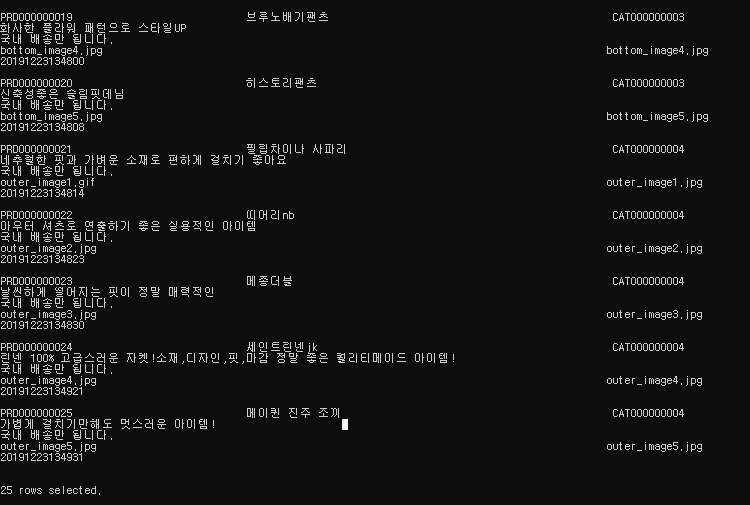 PRD000000019 브루노배기팬츠 CAT000000003
화사한 플라워 패턴으로 스타일UP
국내 배송만 됩니다.
bottom_image4.jpg bottom_image4.jpg
20191223134800
PRD000000020 히스토리팬츠 CAT000000003
신축성좋은 슬림핏데님
국내 배송만 됩니다.
bottom_image5.jpg bottom_image5.jpg
20191223134808
PRD000000021 필립차이나 사파리 CAT000000004
네추럴한 핏과 가벼운 소재로 편하게 걸치기 좋아요
국내 배송만 됩니다.
outer_image1.gif outer_image1.jpg
20191223134814
PRD000000022 띠어리nb CAT000000004
아우터 셔츠로 연출하기 좋은 실용적인 아이템
국내 배송만 됩니다.
outer_image2.jpg outer_image2.jpg
20191223134823
PRD000000023 메종더블 CAT000000004
날씬하게 떨어지는 핏이 정말 매력적인
국내 배송만 됩니다.
outer_image3.jpg outer_image3.jpg
20191223134830
PRD000000024 세인트린넨jk CAT000000004
린넨 100% 고급스러운 자켓!소재,디자인,핏,마감 정말 좋은 퀄리티메이드 아이템!
국내 배송만 됩니다.
outer_image4.jpg outer_image4.jpg
20191223134921
PRD000000025 메이퀸 진주 조끼 CAT000000004
가볍게 걸치기만해도 멋스러운 아이템!
국내 배송만 됩니다.
outer_image5.jpg outer_image5.jpg
20191223134931
25 rows selected.